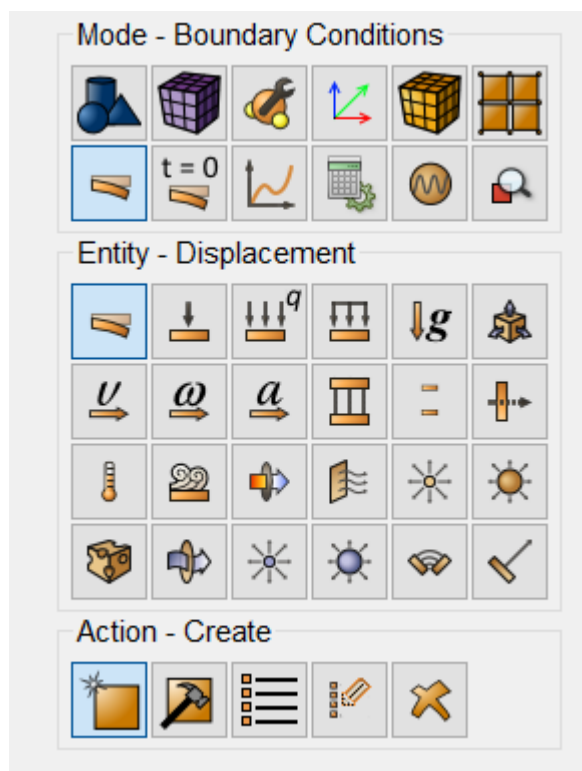 Mode - Boundary Conditions
t = 0
Entity - Displacement
q
g
υ ω a
Action - Create